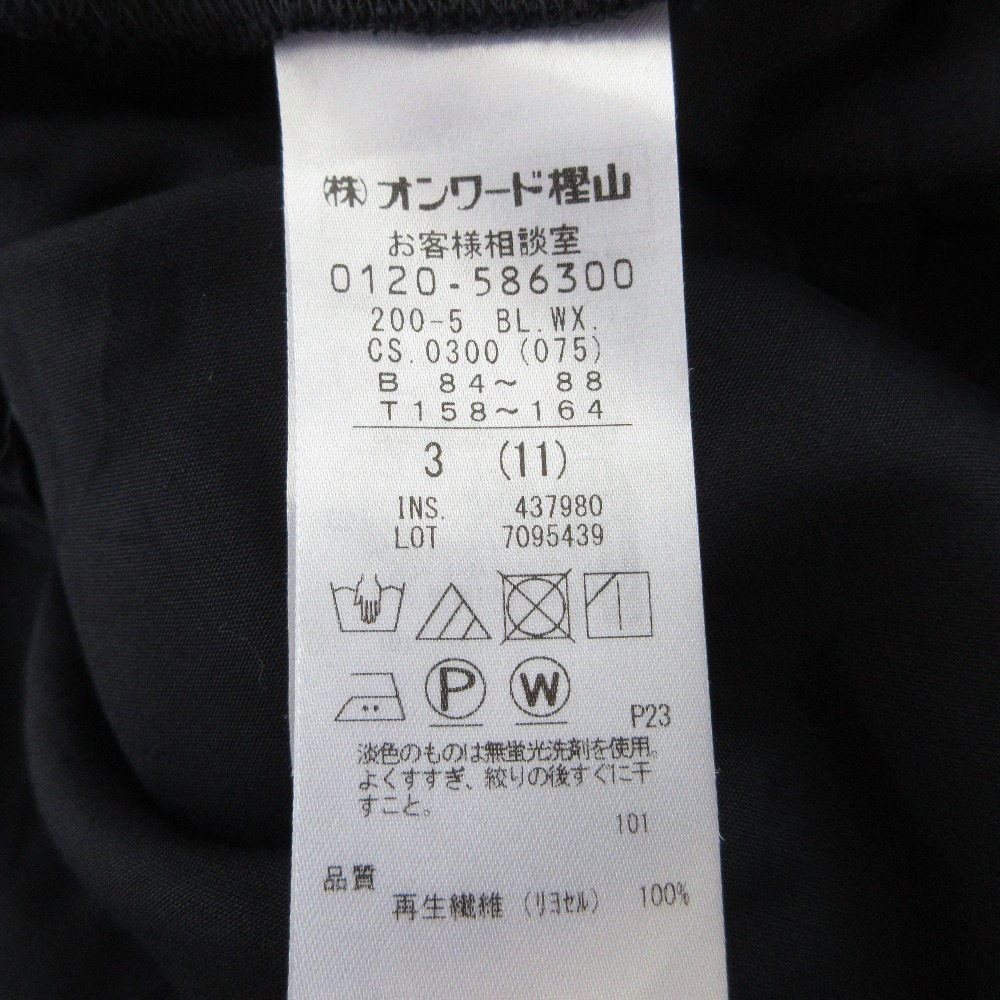 ㈱オンワード樫山
お客様相談室
0120-586300
200-5 BL.WX.
CS.0300 (075)
B 84～ 88
T158～164
3 (11)
INS. 437980
LOT 7095439
P
W
P23
淡色のものは無蛍光洗剤を使用。
よくすすぎ、絞りの後すぐに干
すこと。
101
品質
再生繊維 (リヨセル) 100%